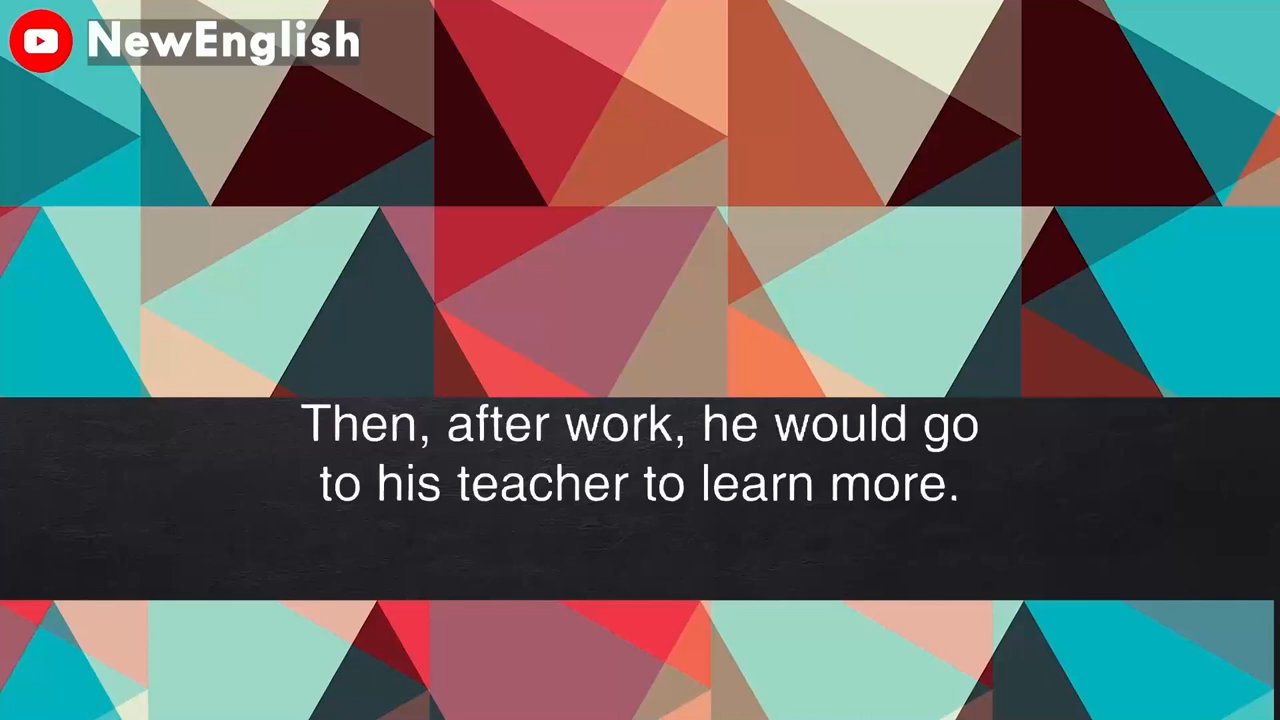 NewEnglish
Then, after work, he would go
to his teacher to learn more.